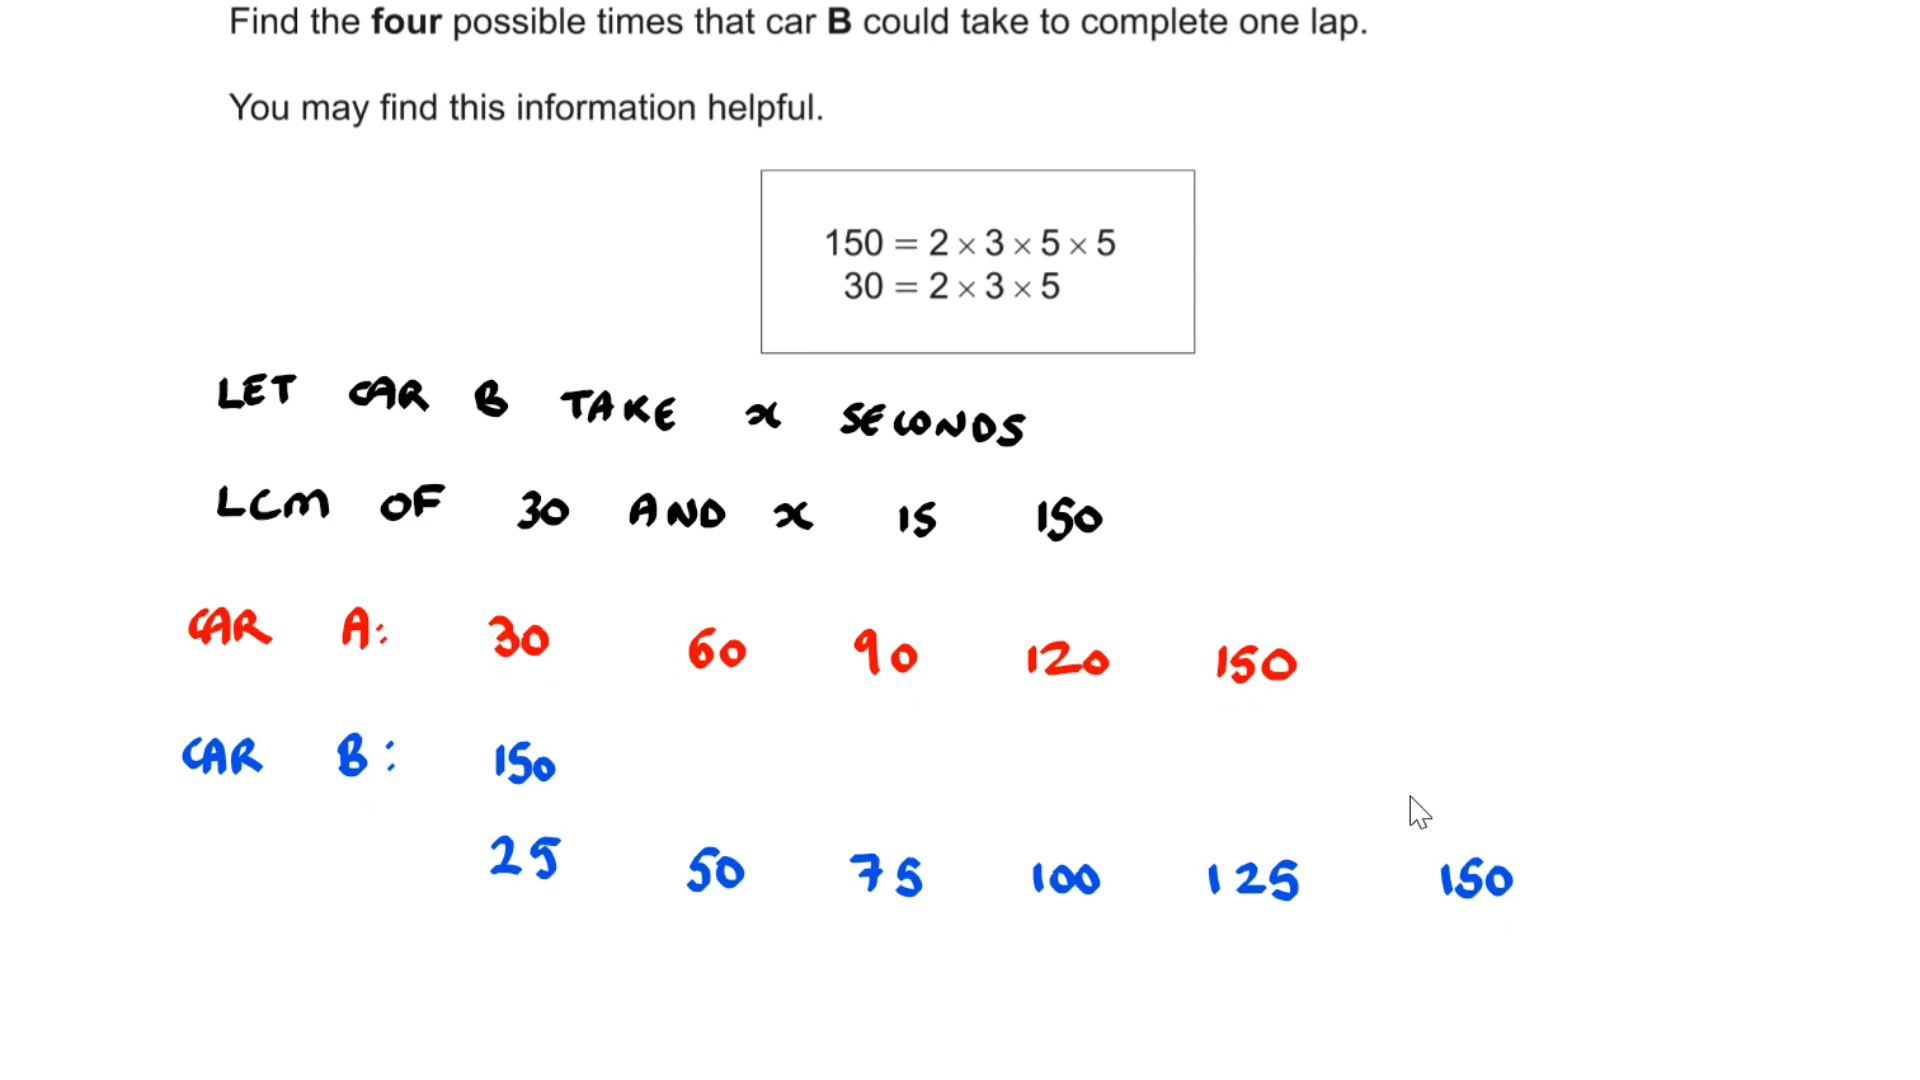 Find the four possible times that car B could take to complete one lap.
You may find this information helpful.
150 = 2 × 3 × 5 × 5
30 = 2 × 3 × 5
LET CAR B TAKE x SECONDS
LCM OF 30 AND x IS 150
CAR A: 30 60 90 120 150
CAR B: 150
25 50 75 100 125 150